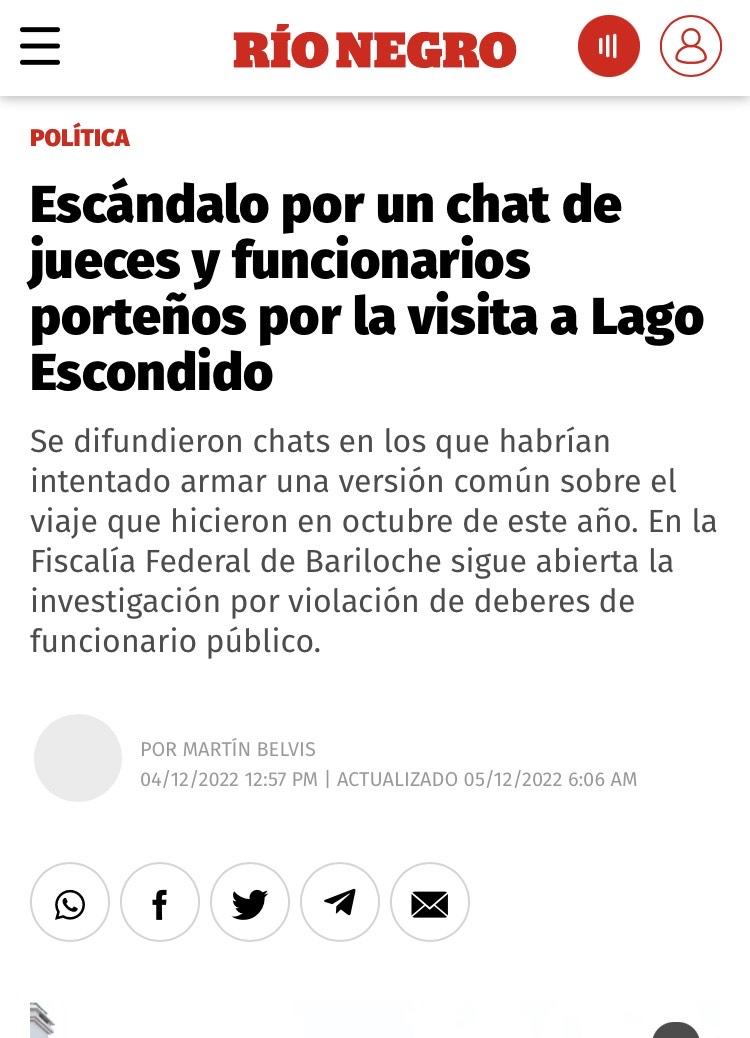 RÍO NEGRO
POLÍTICA
Escándalo por un chat de
jueces y funcionarios
porteños por la visita a Lago
Escondido
Se difundieron chats en los que habrían
intentado armar una versión común sobre el
viaje que hicieron en octubre de este año. En la
Fiscalía Federal de Bariloche sigue abierta la
investigación por violación de deberes de
funcionario público.
POR MARTÍN BELVIS
04/12/2022 12:57 PM | ACTUALIZADO 05/12/2022 6:06 AM